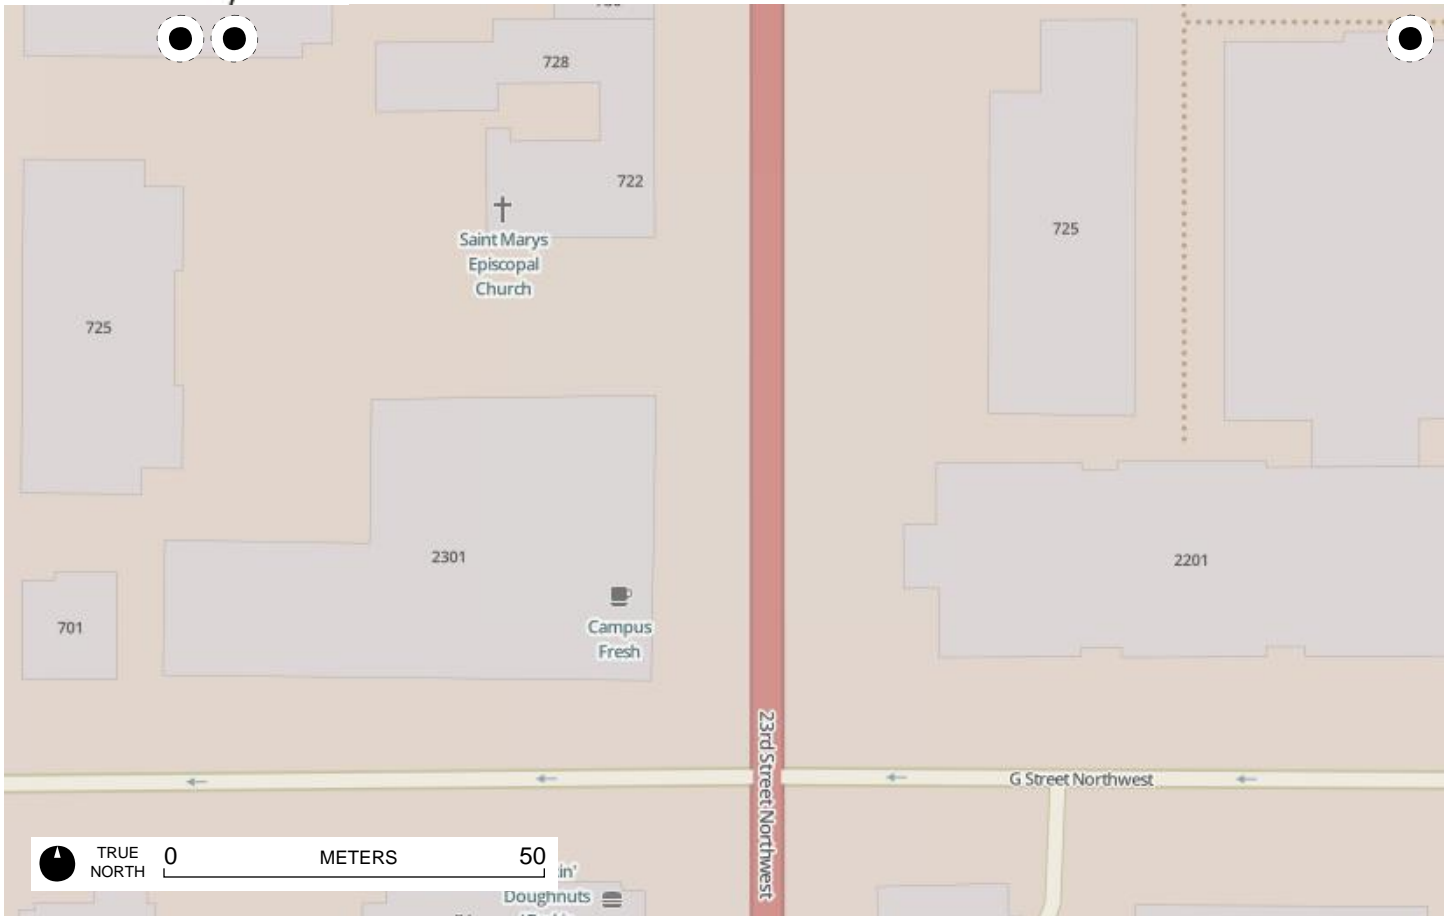 728
722
Saint Marys
Episcopal
Church
725
725
2301
2201
701
Campus
Fresh
23rd Street Northwest
G Street Northwest
TRUE
NORTH
0
METERS
50
in'
Doughnuts